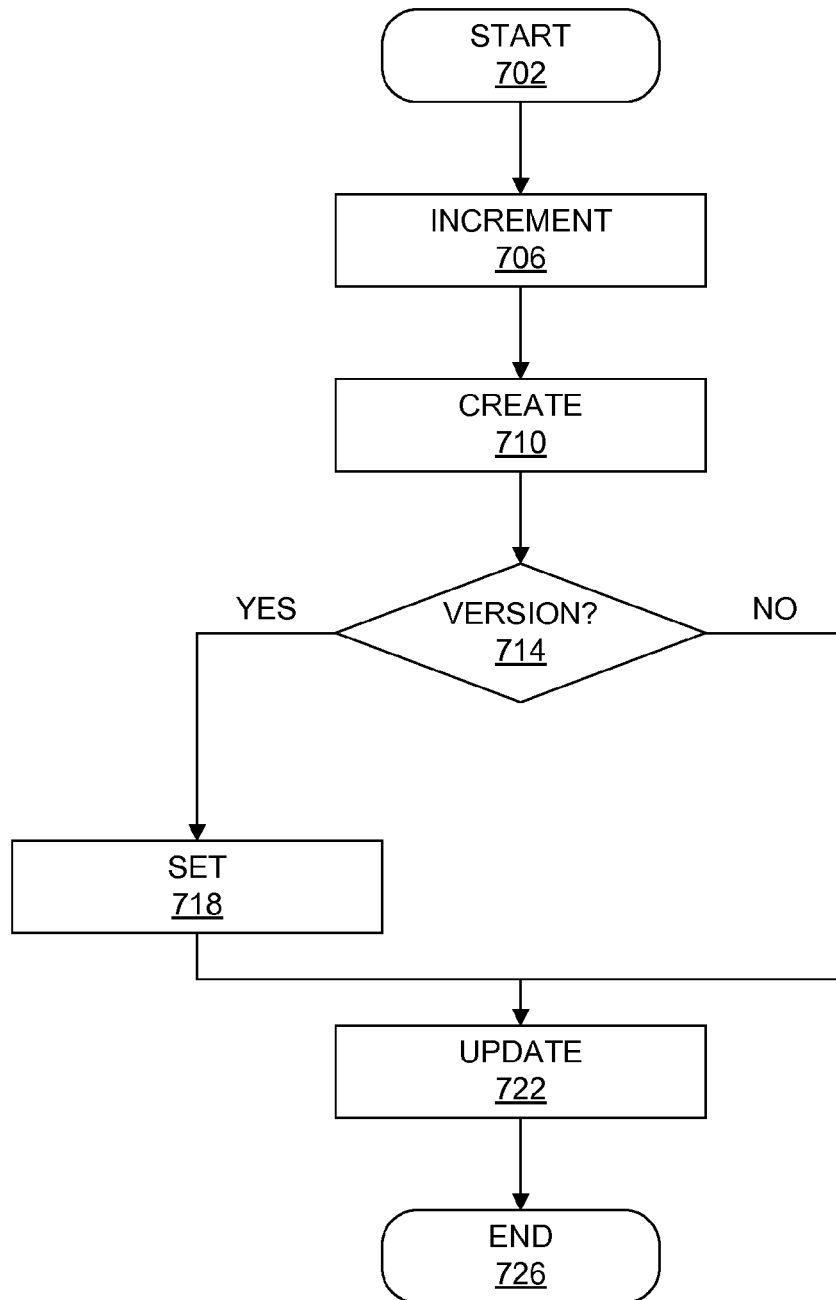 START
702
INCREMENT
706
CREATE
710
YES
VERSION?
NO
714
SET
718
UPDATE
722
END
726